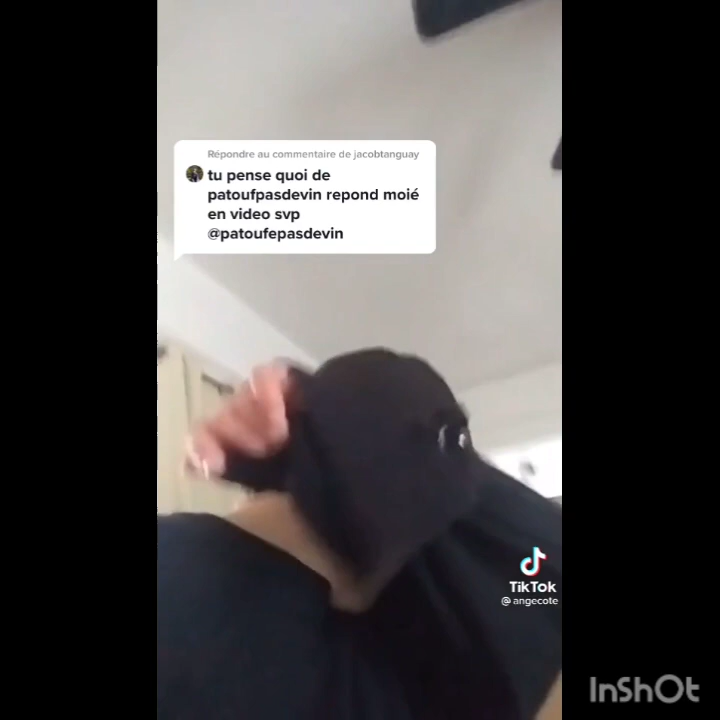 Répondre au commentaire de jacobtanguay
tu pense quoi de
patoufpasdevin repond moié
en video svp
@patoufepasdevin
TikTok
@angecote
InShOt